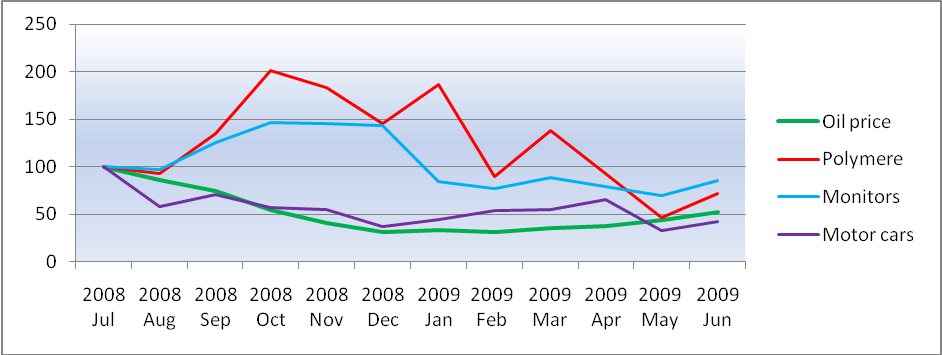 250
200
150
100
50
0
2008 2008 2008 2008 2008 2008 2009 2009 2009 2009 2009 2009
Jul Aug Sep Oct Nov Dec Jan Feb Mar Apr May Jun
Oil price
Polymere
Monitors
Motor cars